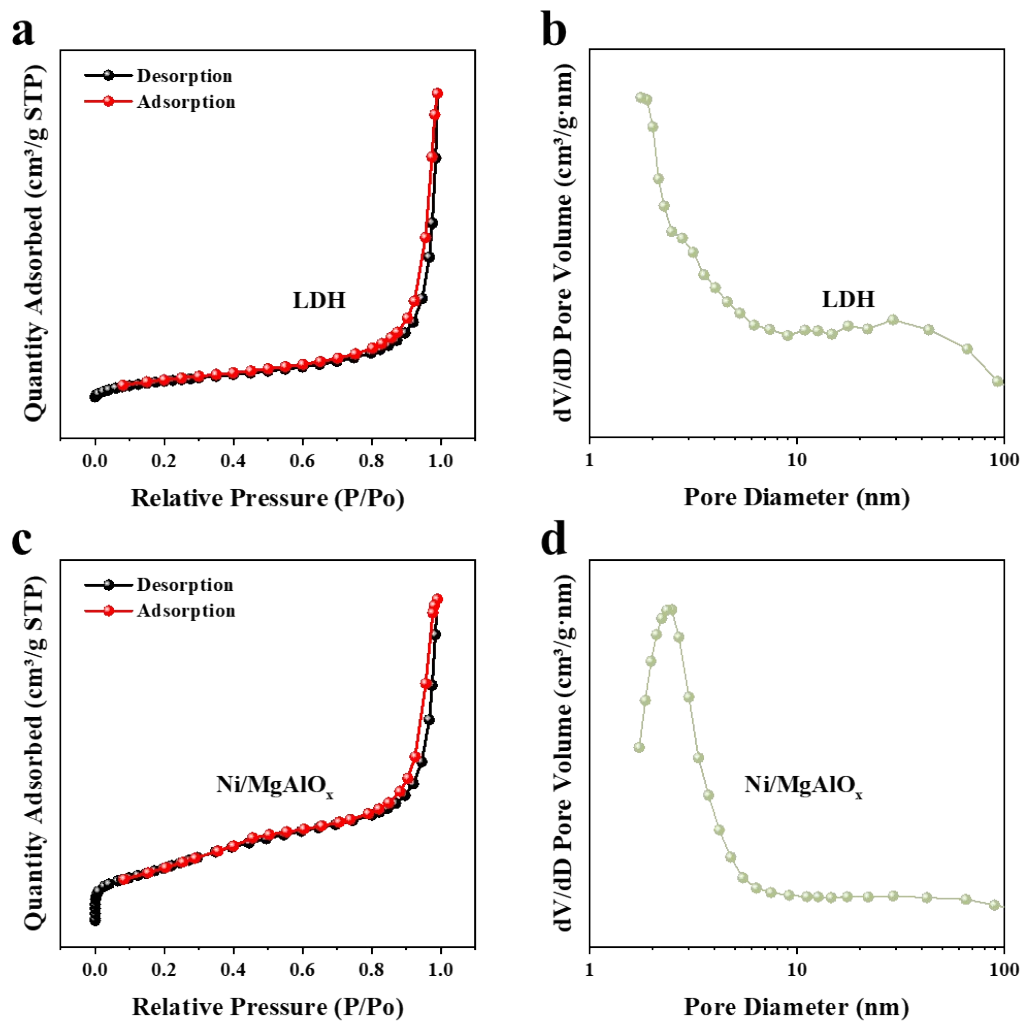 a
Quantity Adsorbed (cm³/g STP)
Desorption
Adsorption
LDH
0.0 0.2 0.4 0.6 0.8 1.0
Relative Pressure (P/Po)
b
dV/dD Pore Volume (cm³/g·nm)
LDH
1 10 100
Pore Diameter (nm)
c
Quantity Adsorbed (cm³/g STP)
Desorption
Adsorption
Ni/MgAlOₓ
0.0 0.2 0.4 0.6 0.8 1.0
Relative Pressure (P/Po)
d
dV/dD Pore Volume (cm³/g·nm)
Ni/MgAlOₓ
1 10 100
Pore Diameter (nm)